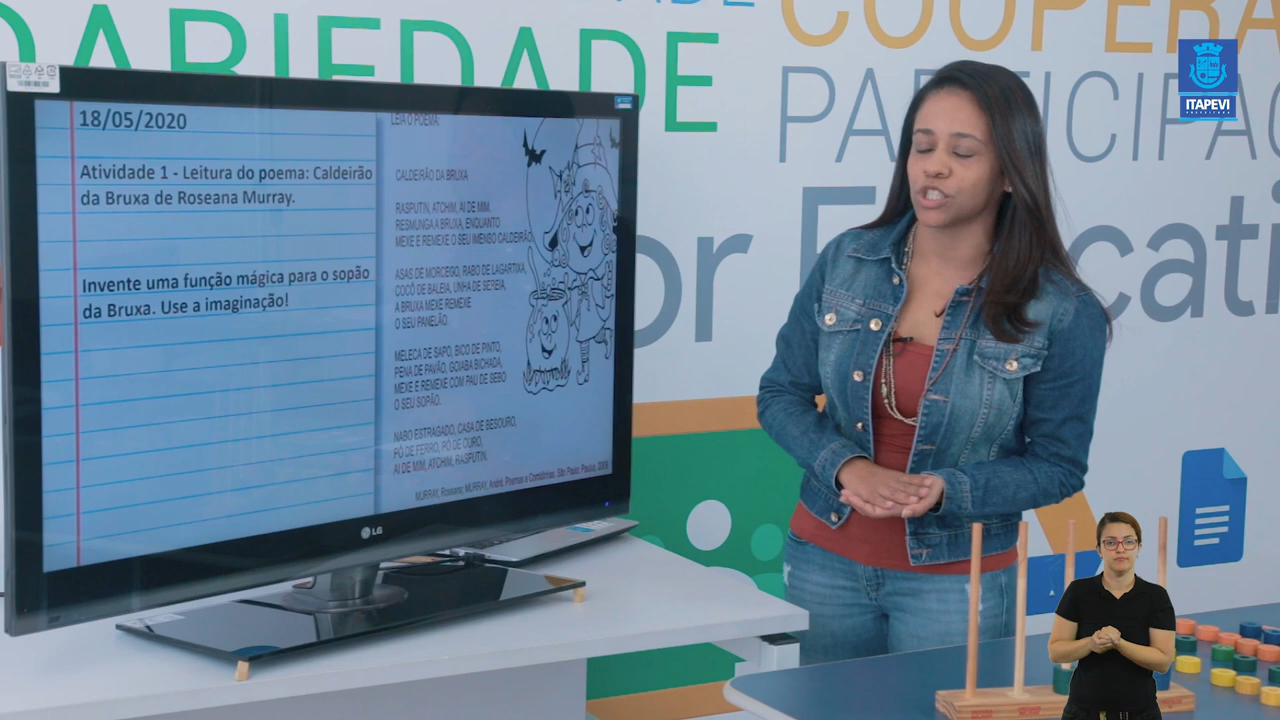 ARIEDADE
COOPERA
PARTICIPAÇ
or Educati
ITAPEVI
PREFEITURA
18/05/2020
Atividade 1 - Leitura do poema: Caldeirão
da Bruxa de Roseana Murray.
Invente uma função mágica para o sopão
da Bruxa. Use a imaginação!
LEIA O POEMA:
CALDEIRÃO DA BRUXA
RASPUTIN, ATCHIM, AI DE MIM,
RESMUNGA A BRUXA, ENQUANTO
MEXE E REMEXE O SEU IMENSO CALDEIRÃO.
ASAS DE MORCEGO, RABO DE LAGARTIXA,
COCÔ DE BALEIA, UNHA DE SEREIA,
A BRUXA MEXE REMEXE
O SEU PANELÃO.
MELECA DE SAPO, BICO DE PINTO,
PENA DE PAVÃO, GOIABA BICHADA,
MEXE E REMEXE COM PAU DE SEBO
O SEU SOPÃO.
NABO ESTRAGADO, CASA DE BESOURO,
PÓ DE FERRO, PÓ DE OURO,
AI DE MIM, ATCHIM, RASPUTIN.
MURRAY, Roseana; MURRAY, André. Poemas e Comidinhas. São Paulo: Paulus, 2008
LG